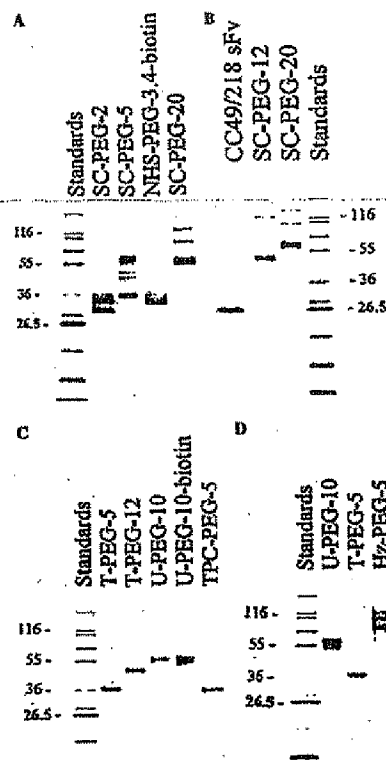 A
Standards
SC-PEG-2
SC-PEG-5
NHS-PEG-3.4-biotin
SC-PEG-20
116 -
55 -
36 -
26.5 -
B
CC49/218 sFv
SC-PEG-12
SC-PEG-20
Standards
- 116
- 55
- 36
- 26.5
C
Standards
T-PEG-5
T-PEG-12
U-PEG-10
U-PEG-10-biotin
TPC-PEG-5
116 -
55 -
36 -
26.5 -
D
Standards
U-PEG-10
T-PEG-5
Hz-PEG-5
116 -
55 -
36 -
26.5 -